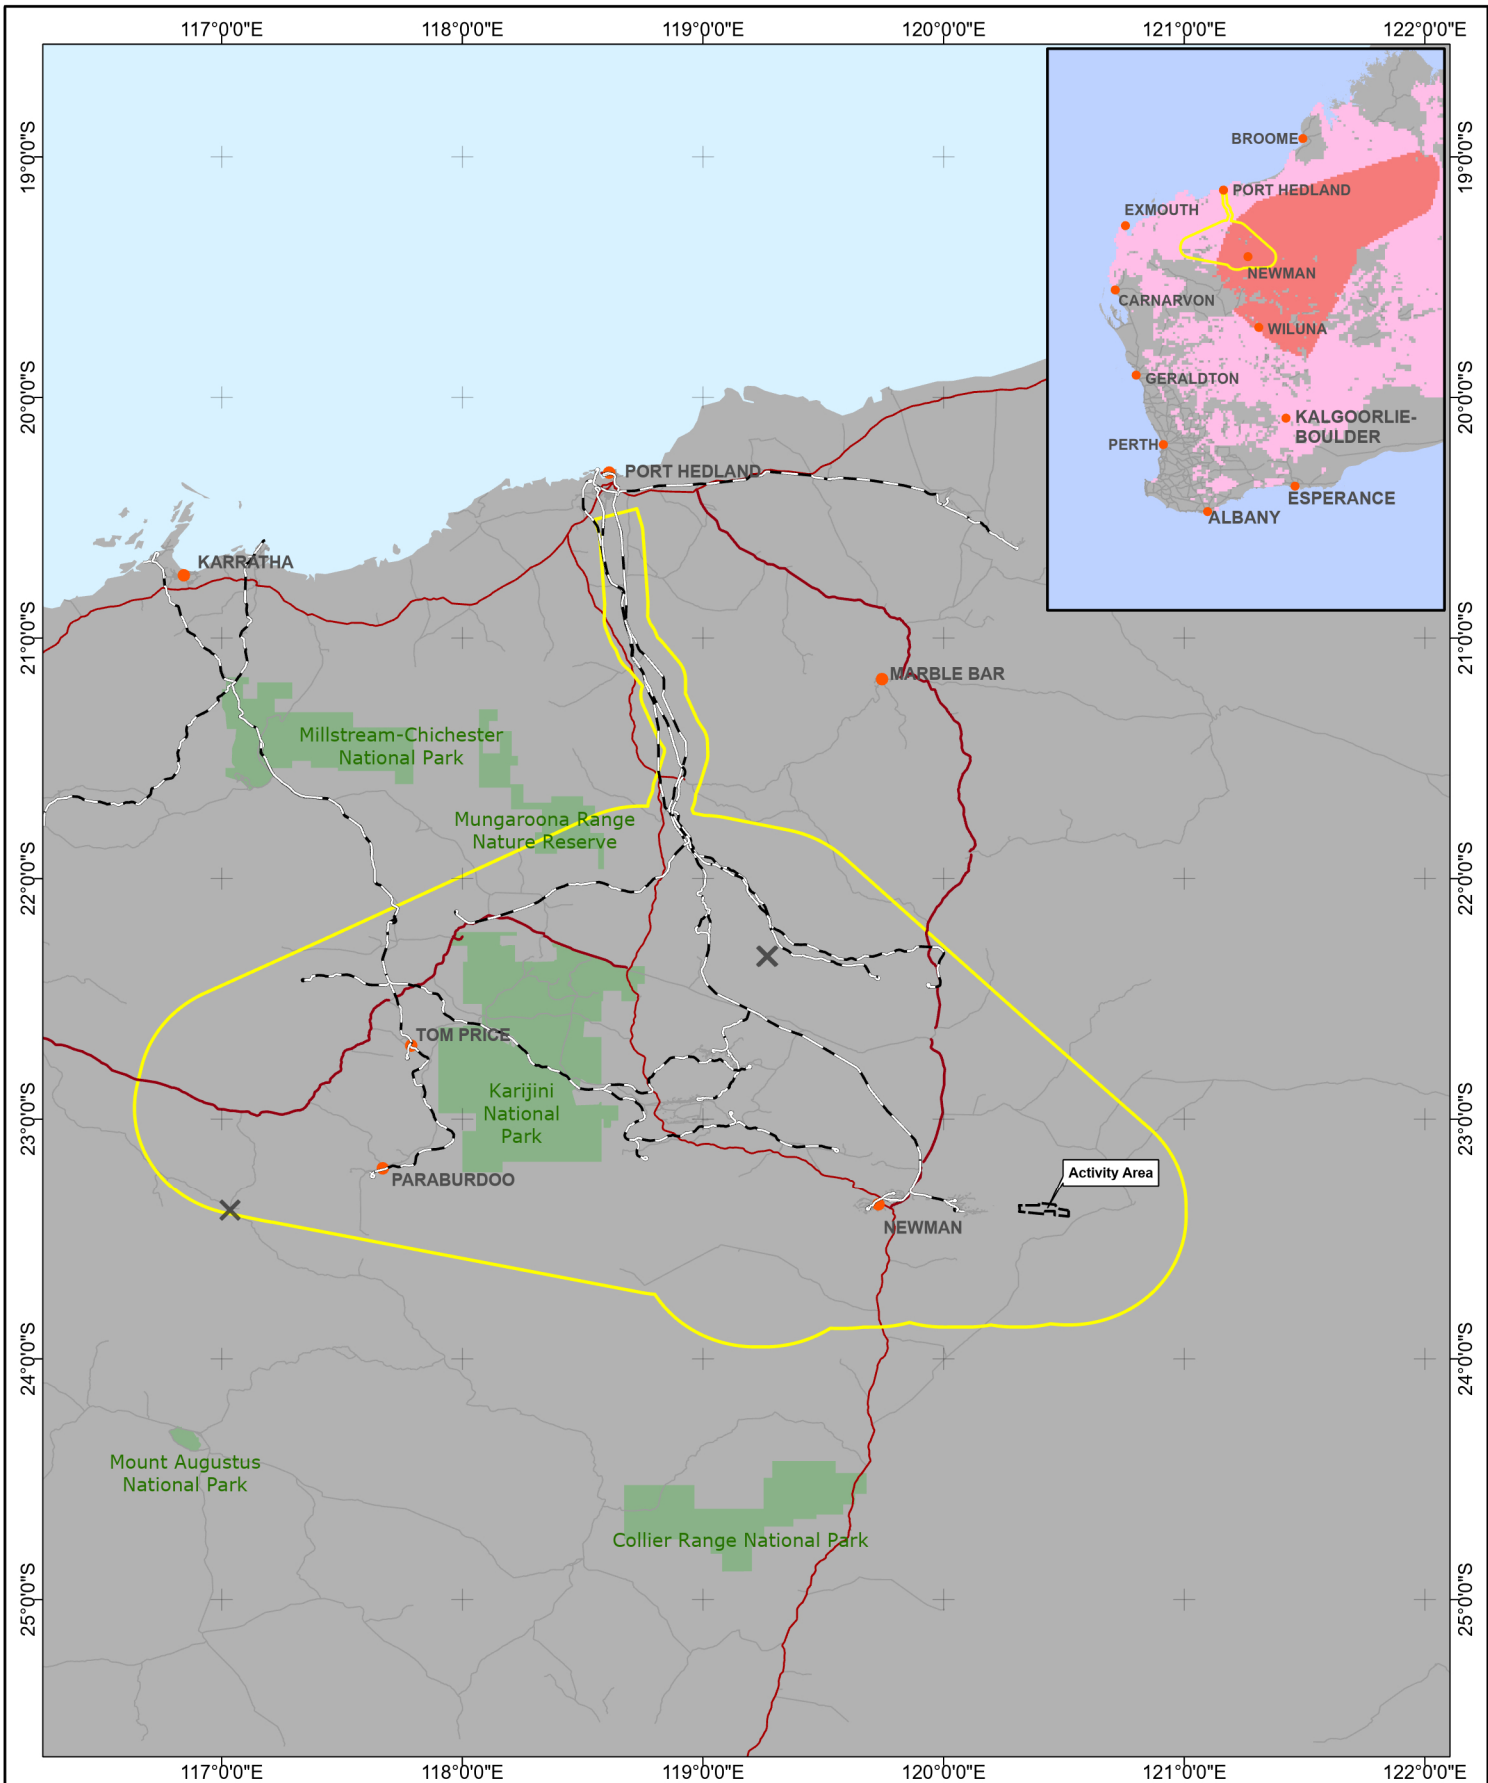 117°0'0"E
118°0'0"E
119°0'0"E
120°0'0"E
121°0'0"E
122°0'0"E
19°0'0"S
19°0'0"S
20°0'0"S
20°0'0"S
21°0'0"S
21°0'0"S
22°0'0"S
22°0'0"S
23°0'0"S
23°0'0"S
24°0'0"S
24°0'0"S
25°0'0"S
25°0'0"S
BROOME
PORT HEDLAND
EXMOUTH
NEWMAN
CARNARVON
WILUNA
GERALDTON
KALGOORLIE-
BOULDER
PERTH
ESPERANCE
ALBANY
PORT HEDLAND
KARRATHA
MARBLE BAR
Millstream-Chichester
National Park
Mungaroona Range
Nature Reserve
TOM PRICE
Karijini
National
Park
Activity Area
PARABURDOO
NEWMAN
Mount Augustus
National Park
Collier Range National Park
117°0'0"E
118°0'0"E
119°0'0"E
120°0'0"E
121°0'0"E
122°0'0"E